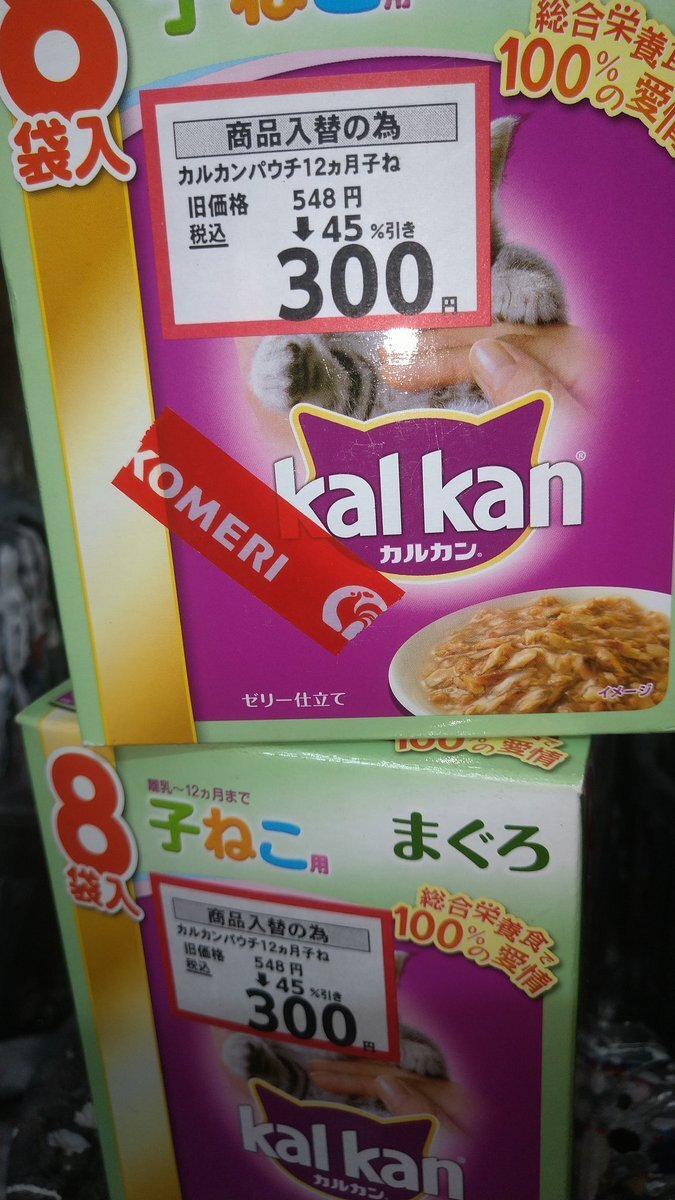 子ねこ用
8
袋入
総合栄養食
100%の愛情
商品入替の為
カルカンパウチ12ヵ月子ね
旧価格 548円
税込 ⬇45%引き
300円
KOMERI
kal kan®
カルカン®
ゼリー仕立て
イメージ
100%の愛情
8
袋入
離乳~12ヵ月まで
子ねこ用
まぐろ
総合栄養食で
100%の愛情
商品入替の為
カルカンパウチ12ヵ月子ね
旧価格 548円
税込 ⬇45%引き
300円
kal kan
カルカン®